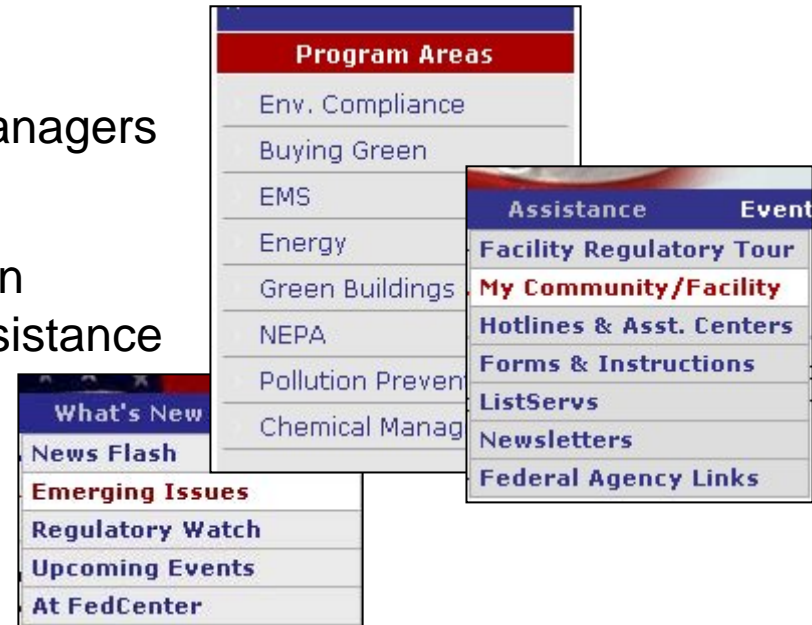 anagers
n
sistance
Program Areas
Env. Compliance
Buying Green
EMS
Energy
Green Buildings
NEPA
Pollution Preven
Chemical Manag
Assistance Event
Facility Regulatory Tour
My Community/Facility
Hotlines & Asst. Centers
Forms & Instructions
ListServs
Newsletters
Federal Agency Links
What's New
News Flash
Emerging Issues
Regulatory Watch
Upcoming Events
At FedCenter